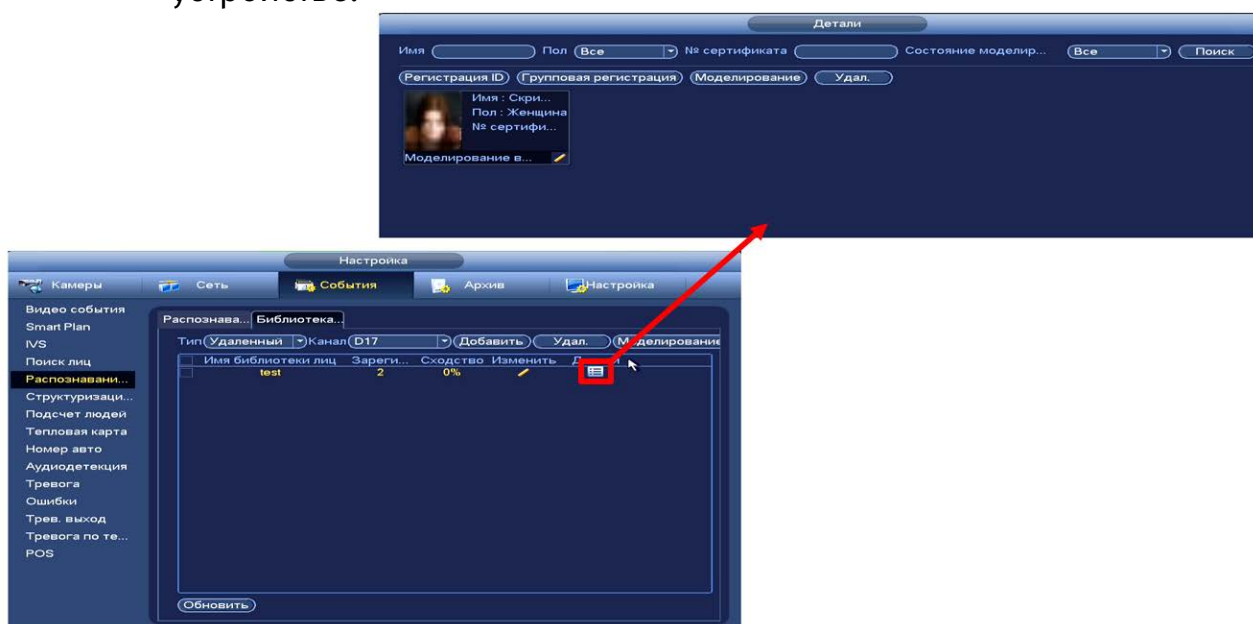 Детали
Имя Пол Все № сертификата Состояние моделир... Все Поиск
Регистрация ID Групповая регистрация Моделирование Удал.
Имя : Скри...
Пол : Женщина
№ сертифи...
Моделирование в...
Настройка
Камеры Сеть События Архив Настройка
Видео события
Smart Plan
IVS
Поиск лиц
Распознавани...
Структуризаци...
Подсчет людей
Тепловая карта
Номер авто
Аудиодетекция
Тревога
Ошибки
Трев. выход
Тревога по те...
POS
Распознава... Библиотека...
Тип Удаленный Канал D17 Добавить Удал. Моделирование
Имя библиотеки лиц Зареги... Сходство Изменить
test 2 0%
Обновить